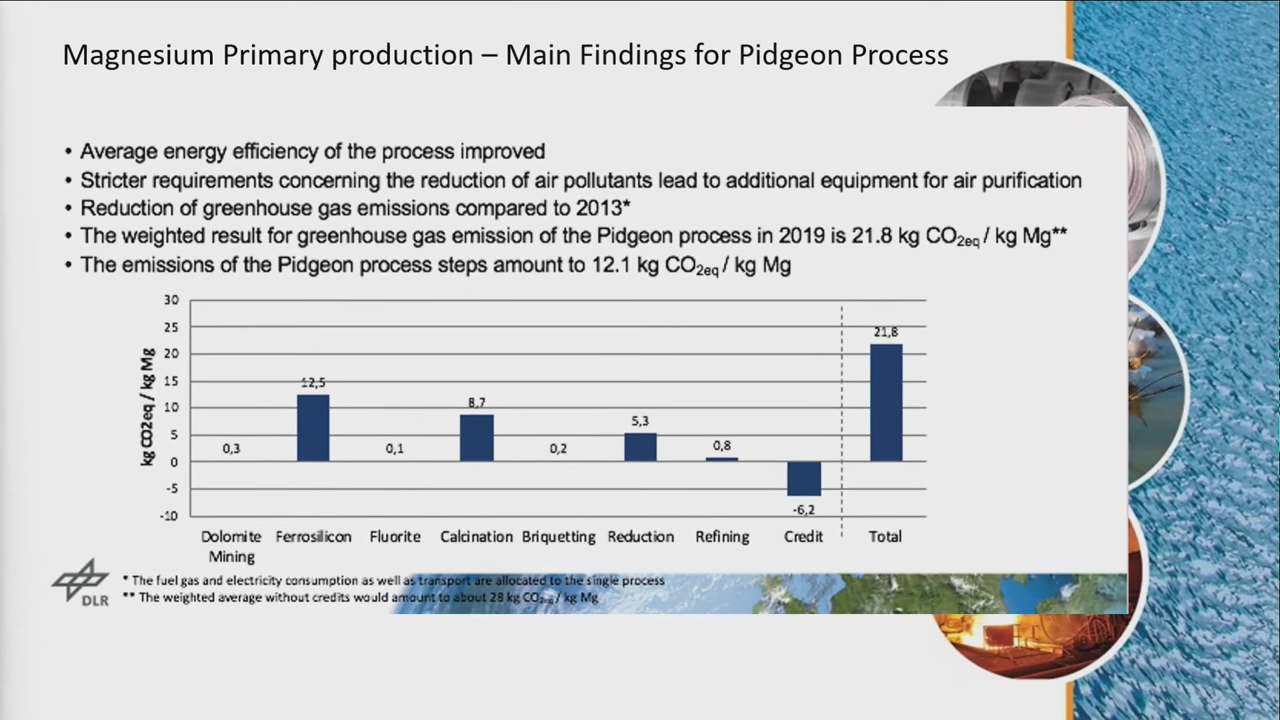 Magnesium Primary production – Main Findings for Pidgeon Process
• Average energy efficiency of the process improved
• Stricter requirements concerning the reduction of air pollutants lead to additional equipment for air purification
• Reduction of greenhouse gas emissions compared to 2013*
• The weighted result for greenhouse gas emission of the Pidgeon process in 2019 is 21.8 kg CO2eq / kg Mg**
• The emissions of the Pidgeon process steps amount to 12.1 kg CO2eq / kg Mg
kg CO2eq / kg Mg
30
25
20
15
10
5
0
-5
-10
0,3
12,5
0,1
8,7
0,2
5,3
0,8
-6,2
21,8
Dolomite Mining
Ferrosilicon
Fluorite
Calcination
Briquetting
Reduction
Refining
Credit
Total
DLR
* The fuel gas and electricity consumption as well as transport are allocated to the single process
** The weighted average without credits would amount to about 28 kg CO2eq / kg Mg